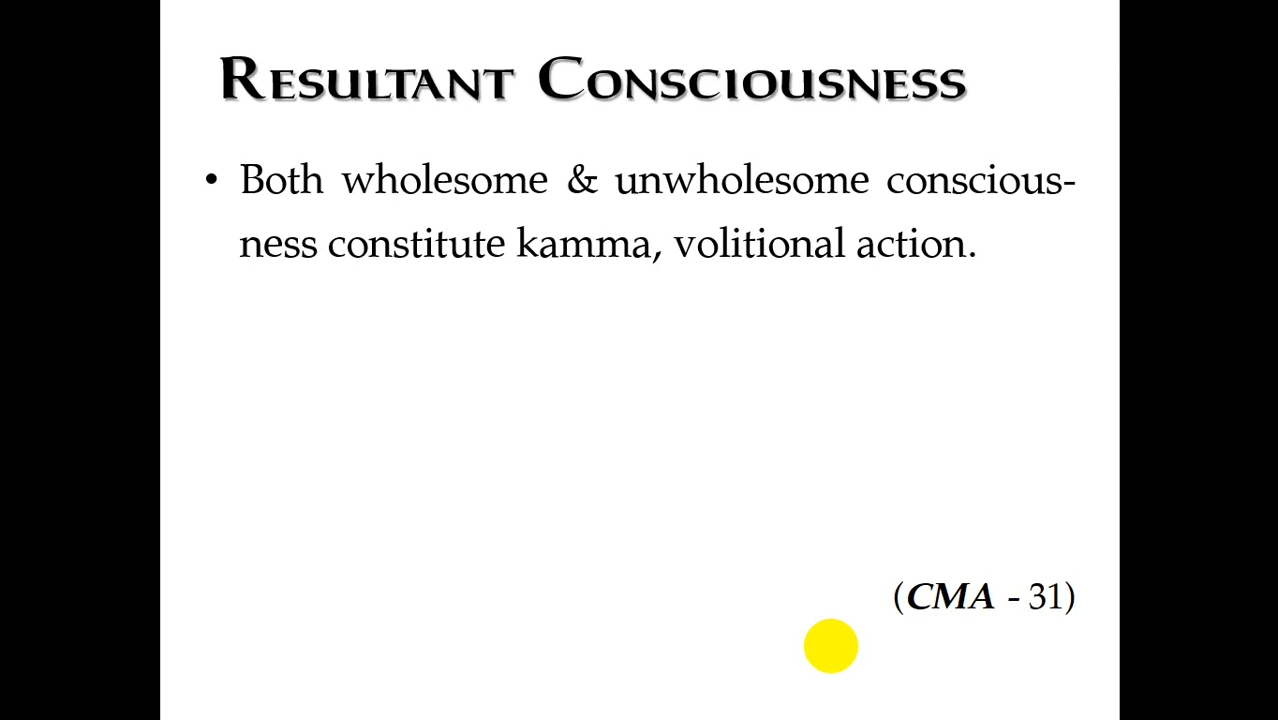 Resultant Consciousness
• Both wholesome & unwholesome conscious-
ness constitute kamma, volitional action.
(CMA - 31)